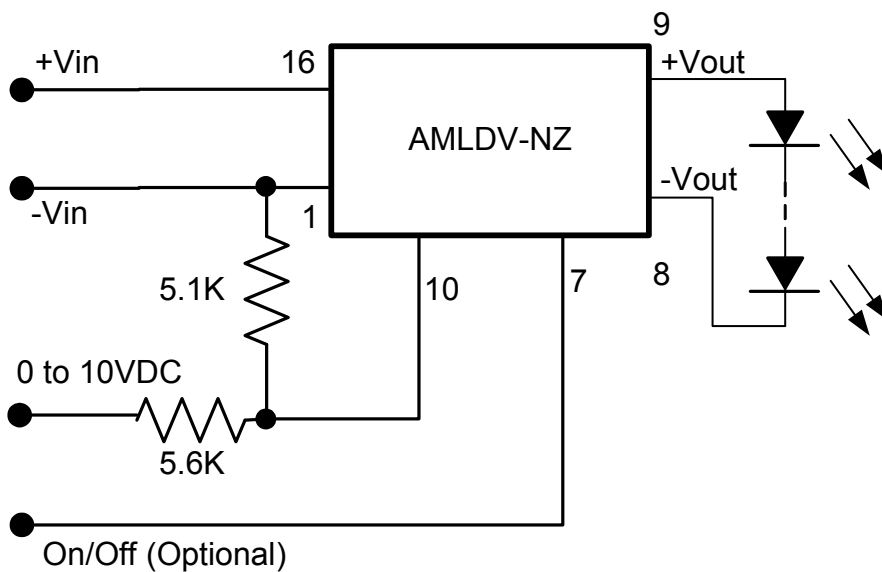 9
+Vin
16
+Vout
AMLDV-NZ
-Vout
-Vin
1
5.1K
10
7
8
0 to 10VDC
5.6K
On/Off (Optional)